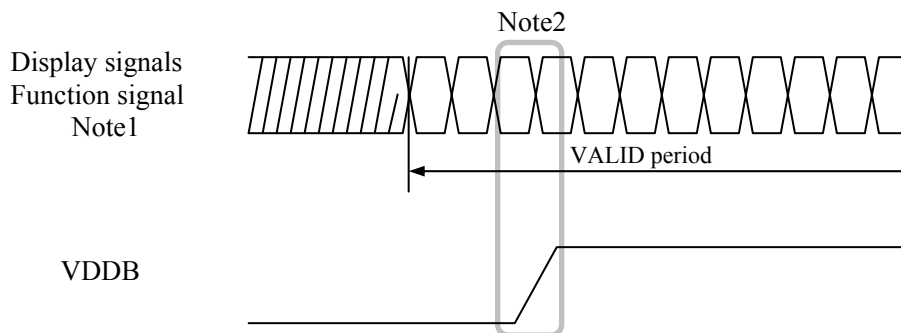 Note2
Display signals
Function signal
Note1
VALID period
VDDB